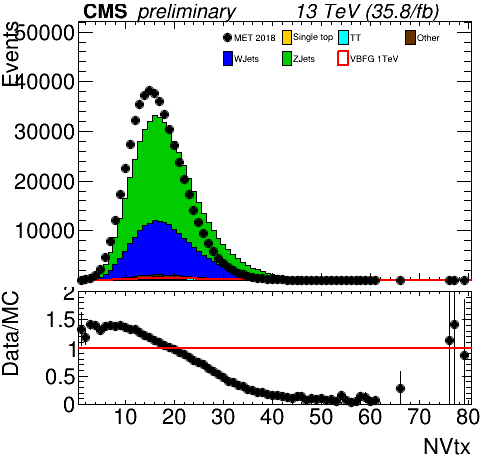 CMS preliminary 13 TeV (35.8/fb)
Events
50000
40000
30000
20000
10000
0
MET 2018 Single top TT Other
WJets ZJets VBFG 1TeV
Data/MC
2
1.5
1
0.5
0
10 20 30 40 50 60 70 80
NVtx